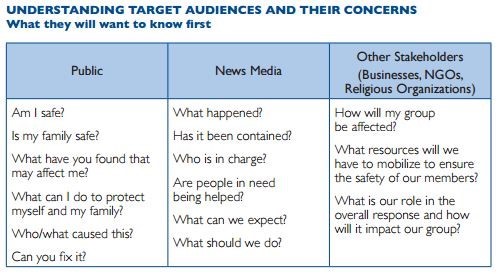 UNDERSTANDING TARGET AUDIENCES AND THEIR CONCERNS
What they will want to know first
Public
News Media
Other Stakeholders
(Businesses, NGOs,
Religious Organizations)
Am I safe?
Is my family safe?
What have you found that
may affect me?
What can I do to protect
myself and my family?
Who/what caused this?
Can you fix it?
What happened?
Has it been contained?
Who is in charge?
Are people in need
being helped?
What can we expect?
What should we do?
How will my group
be affected?
What resources will we
have to mobilize to ensure
the safety of our members?
What is our role in the
overall response and how
will it impact our group?